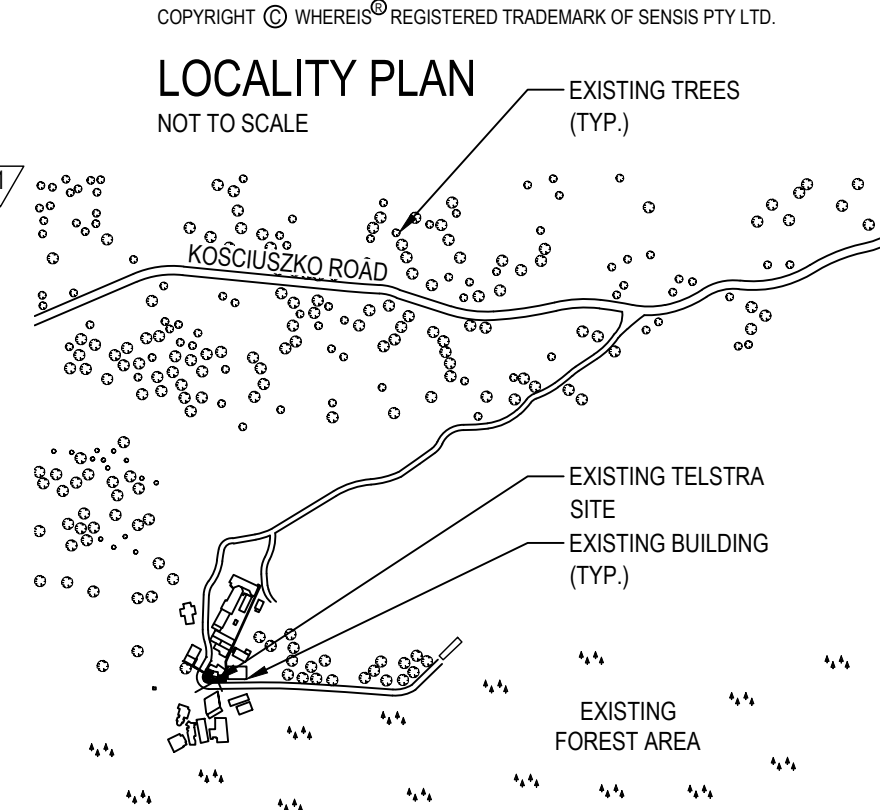 COPYRIGHT © WHEREIS® REGISTERED TRADEMARK OF SENSIS PTY LTD.
LOCALITY PLAN
NOT TO SCALE
EXISTING TREES
(TYP.)
1
KOSCIUSZKO ROAD
EXISTING TELSTRA
SITE
EXISTING BUILDING
(TYP.)
EXISTING
FOREST AREA